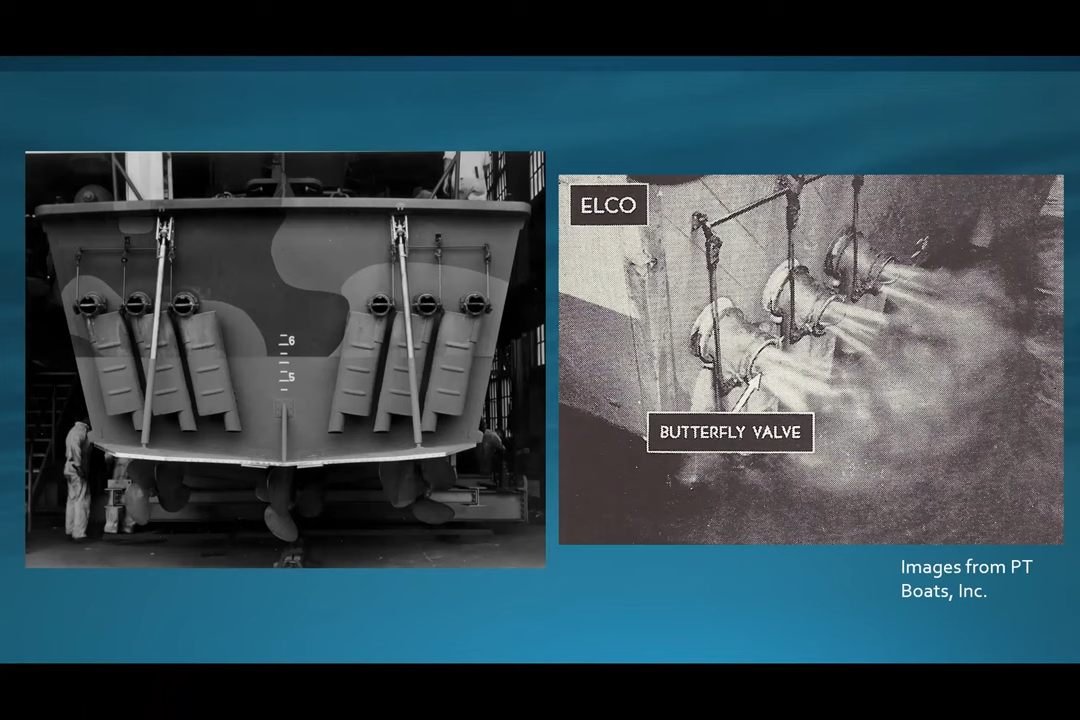 6
5
ELCO
BUTTERFLY VALVE
Images from PT
Boats, Inc.